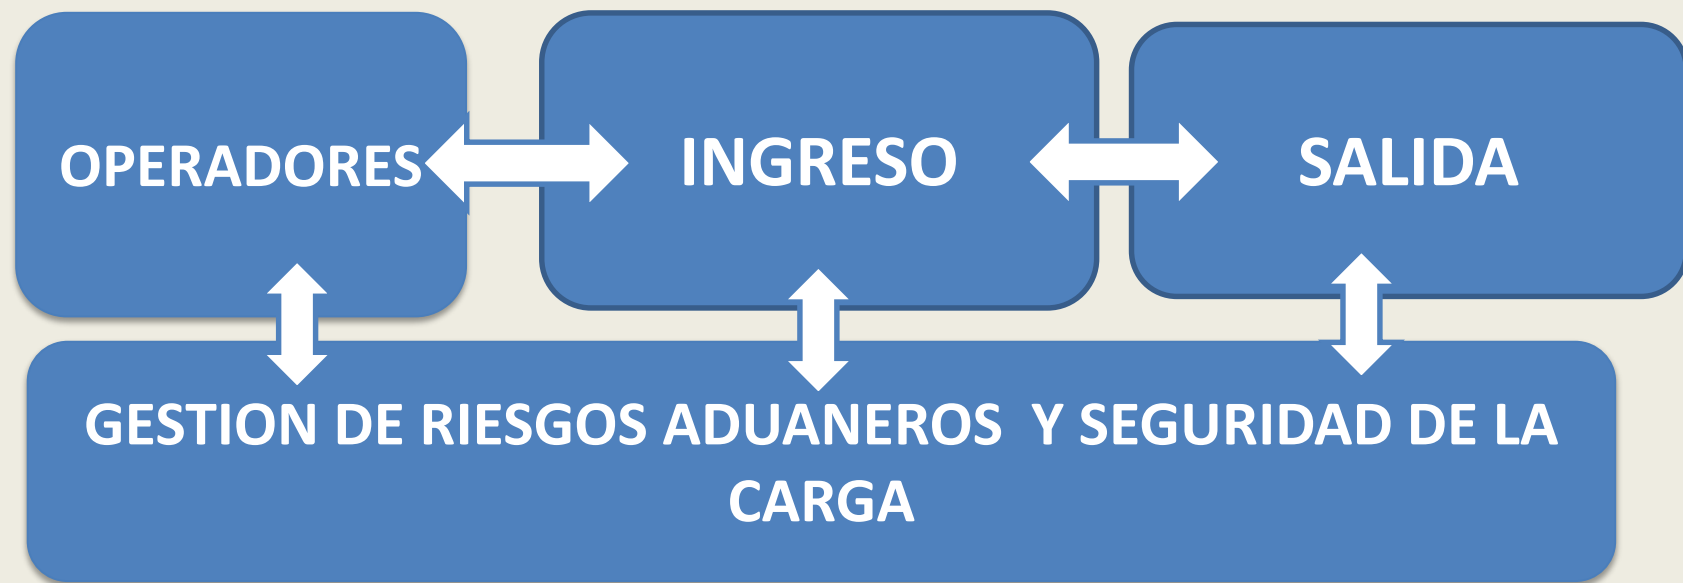 OPERADORES
INGRESO
SALIDA
GESTION DE RIESGOS ADUANEROS  Y SEGURIDAD DE LA
CARGA